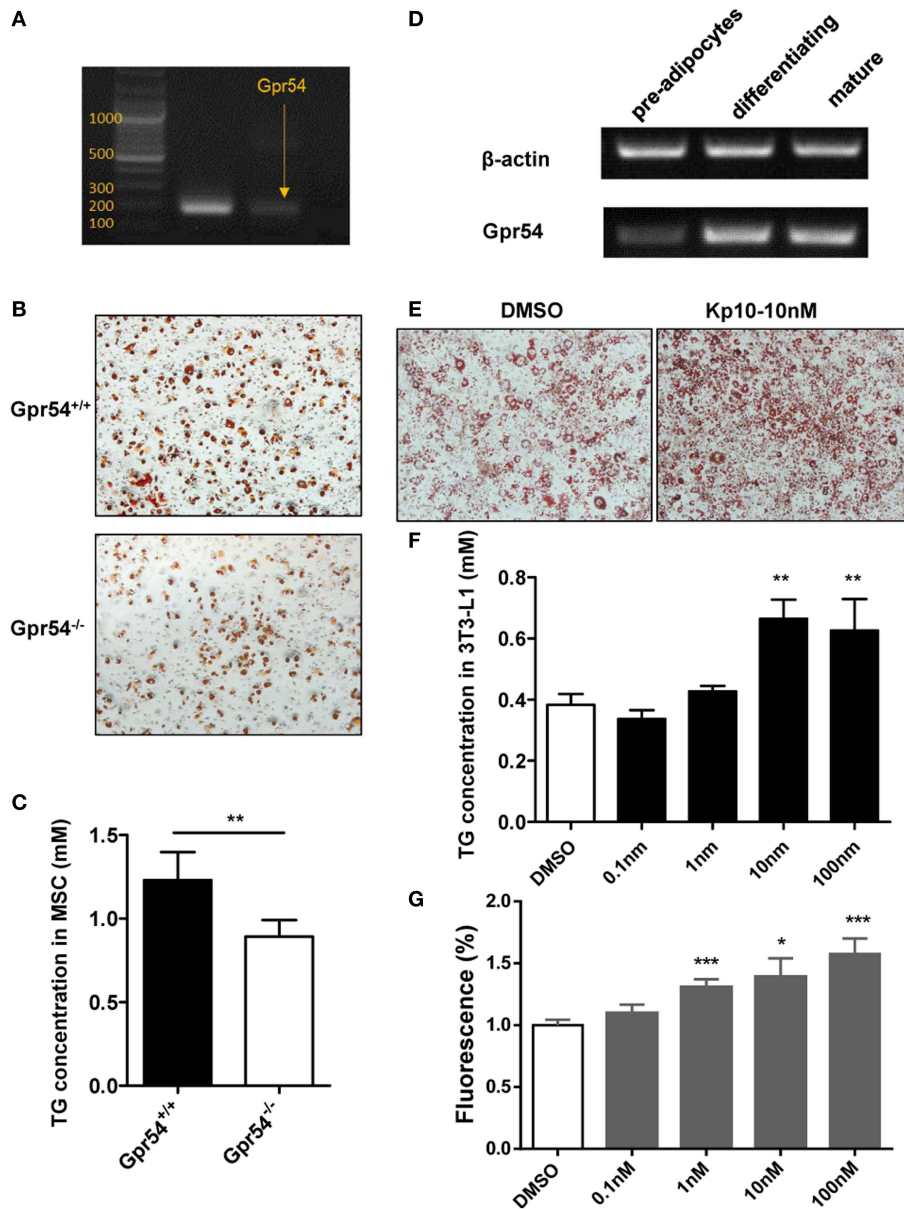 A
Gpr54
1000
500
300
200
100
D
pre-adipocytes
differentiating
mature
β-actin
Gpr54
B
Gpr54+/+
Gpr54-/-
E
DMSO
Kp10-10nM
C
TG concentration in MSC (mM)
1.5
1.0
0.5
0.0
**
Gpr54+/+
Gpr54-/-
F
TG concentration in 3T3-L1 (mM)
0.8
0.6
0.4
0.2
0.0
**
**
DMSO
0.1nm
1nm
10nm
100nm
G
Fluorescence (%)
2.0
1.5
1.0
0.5
0.0
***
*
***
DMSO
0.1nM
1nM
10nM
100nM